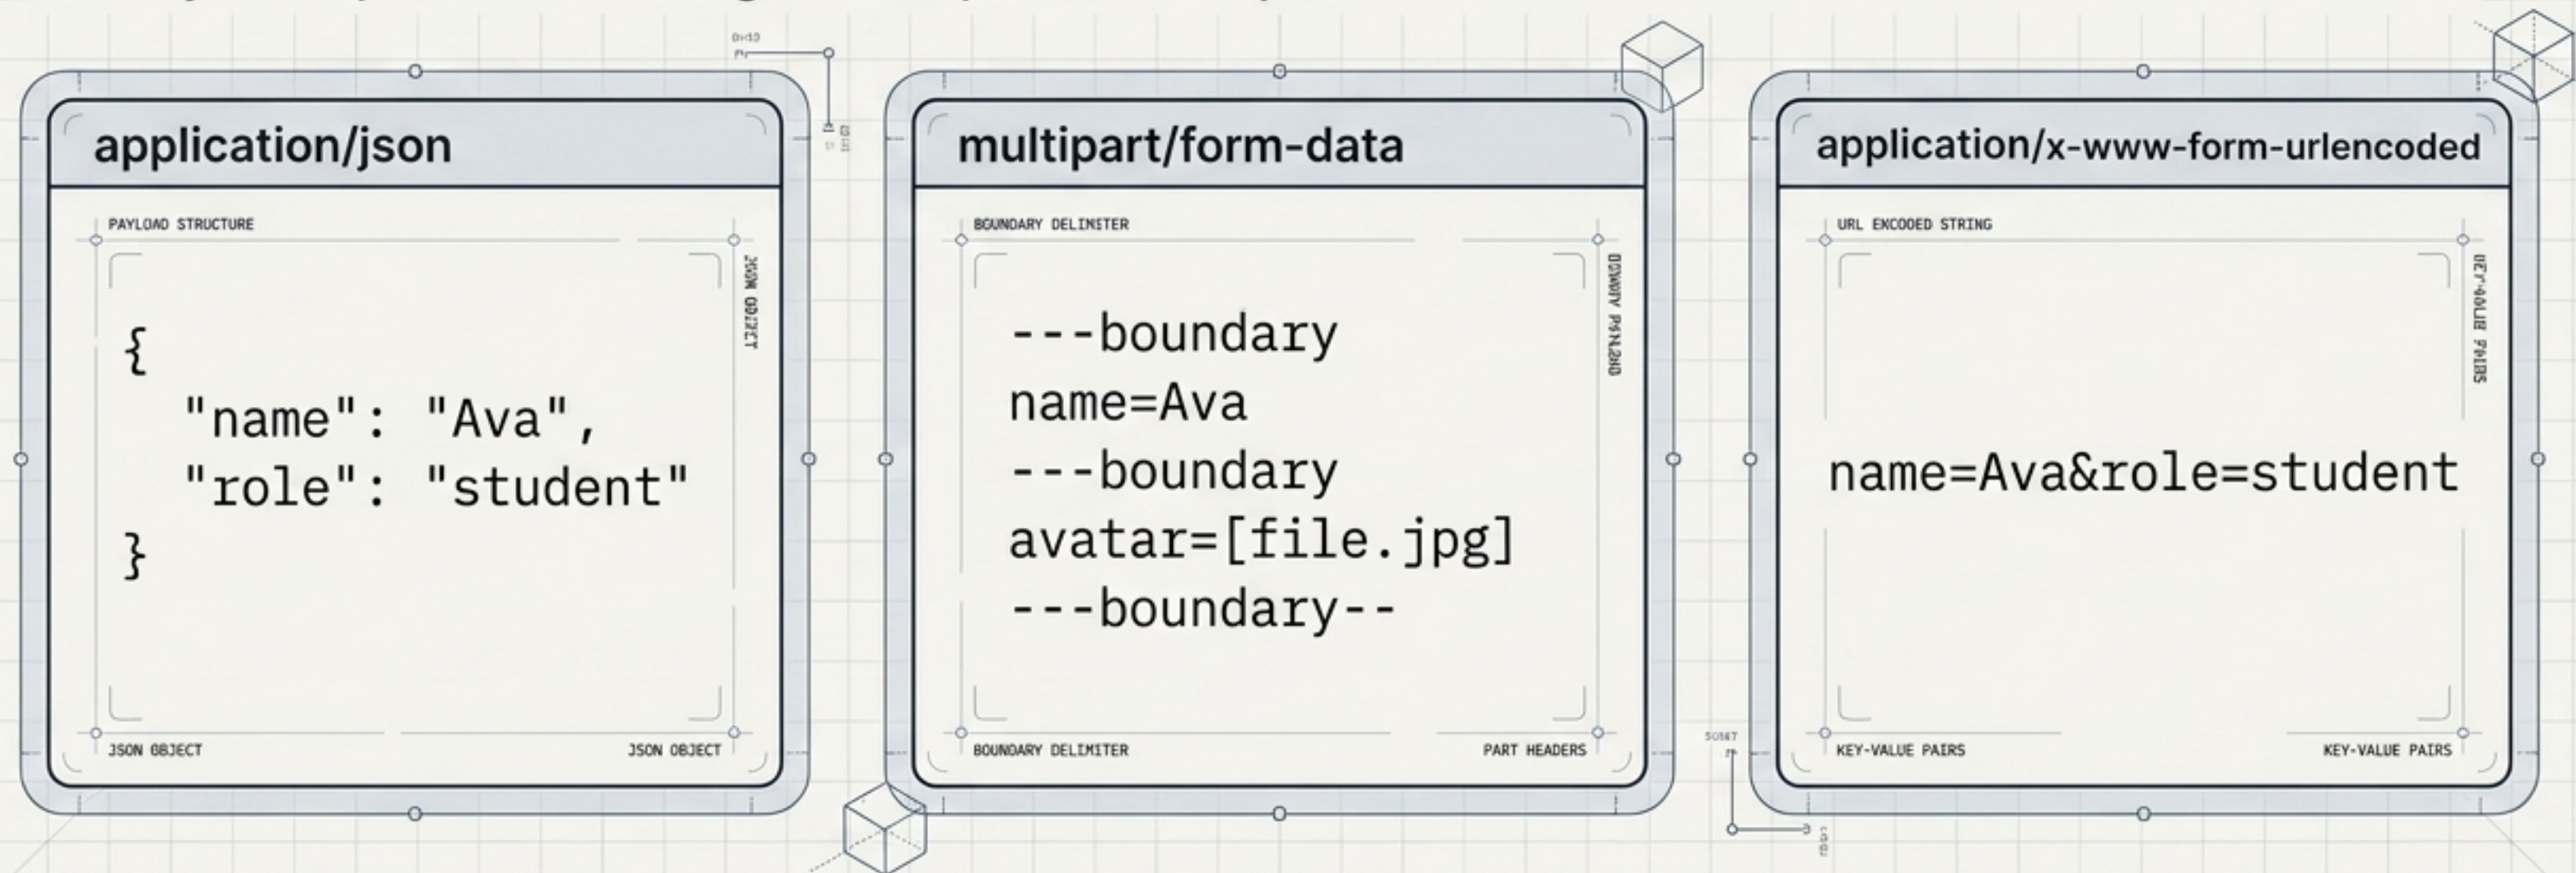 application/json
PAYLOAD STRUCTURE
{
"name": "Ava",
"role": "student"
}
JSON GBJECT
JSON OBJECT
multipart/form-data
BGUNDARY DELIMITER
---boundary
name=Ava
---boundary
avatar=[file.jpg]
---boundary--
BOUNDARY DELIMITER
PART HEADERS
application/x-www-form-urlencoded
URL ENCODED STRING
name=Ava&role=student
KEY-VALUE PAIRS
KEY-VALUE PAIRS